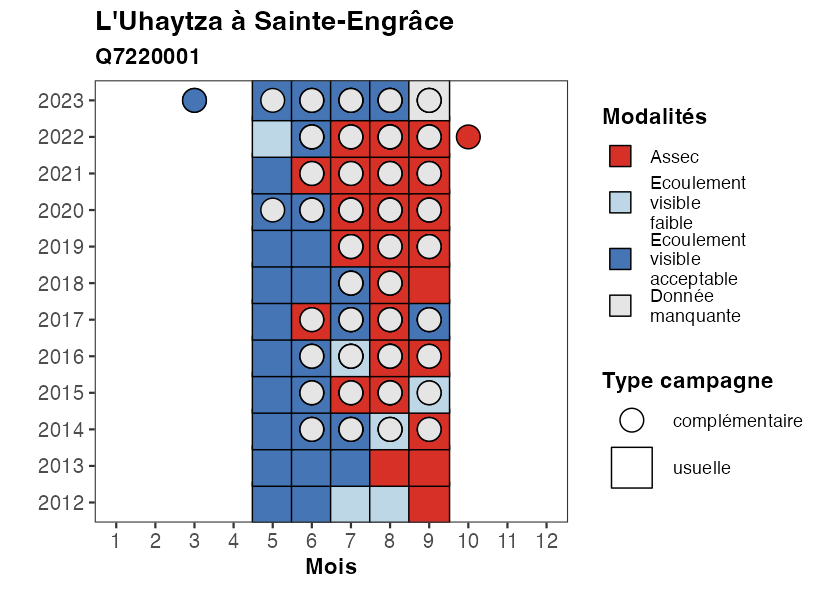 L'Uhaytza à Sainte-Engrâce
Q7220001
2023
2022
2021
2020
2019
2018
2017
2016
2015
2014
2013
2012
1 2 3 4 5 6 7 8 9 10 11 12
Mois
Modalités
Assec
Ecoulement
visible
faible
Ecoulement
visible
acceptable
Donnée
manquante
Type campagne
complémentaire
usuelle